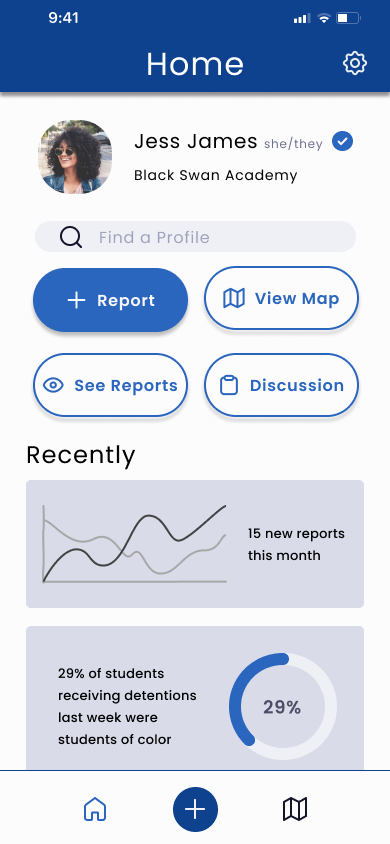 9:41
Home
Jess James she/they
Black Swan Academy
Find a Profile
Report
View Map
See Reports
Discussion
Recently
15 new reports
this month
29% of students
receiving detentions
last week were
students of color
29%